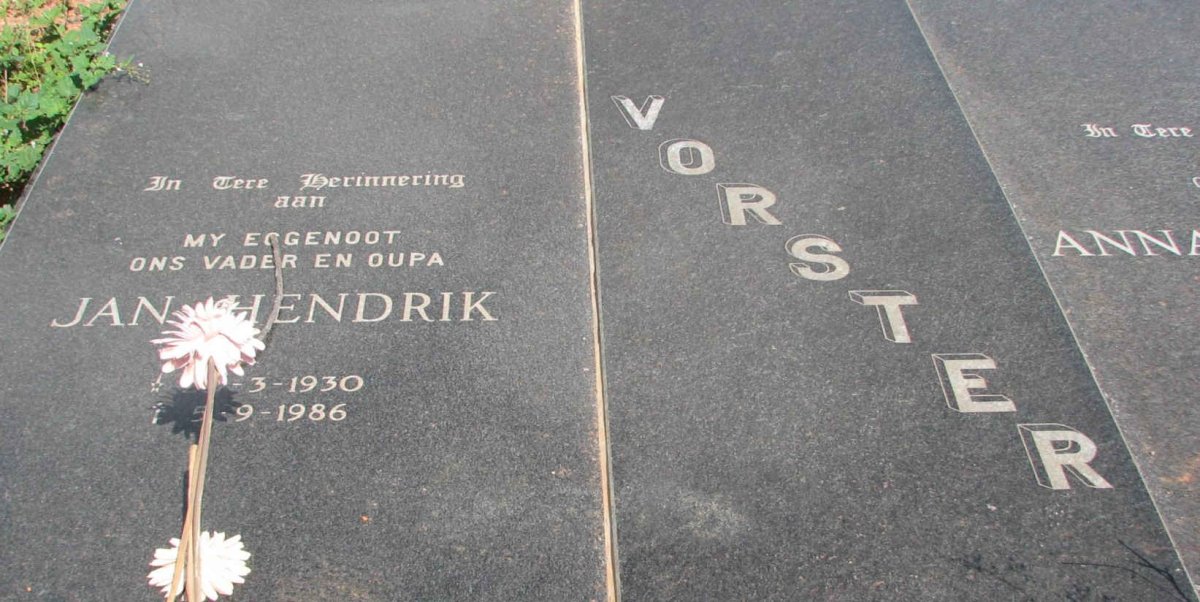 In Tere Herinnering
aan
MY EGGENOOT
ONS VADER EN OUPA
JAN HENDRIK
-3-1930
-9-1986
VORSTER
In Tere
ANNA